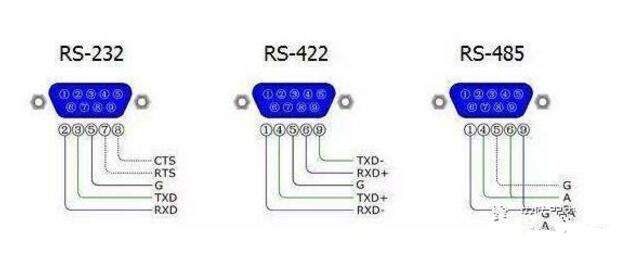 RS-232
①②③④⑤
⑥⑦⑧⑨
②③⑤⑦⑧
CTS
RTS
G
TXD
RXD
RS-422
①②③④⑤
⑥⑦⑧⑨
①④⑤⑥⑨
TXD-
RXD+
G
TXD+
RXD-
RS-485
①②③④⑤
⑥⑦⑧⑨
①④⑤⑥⑨
G
A
G
A